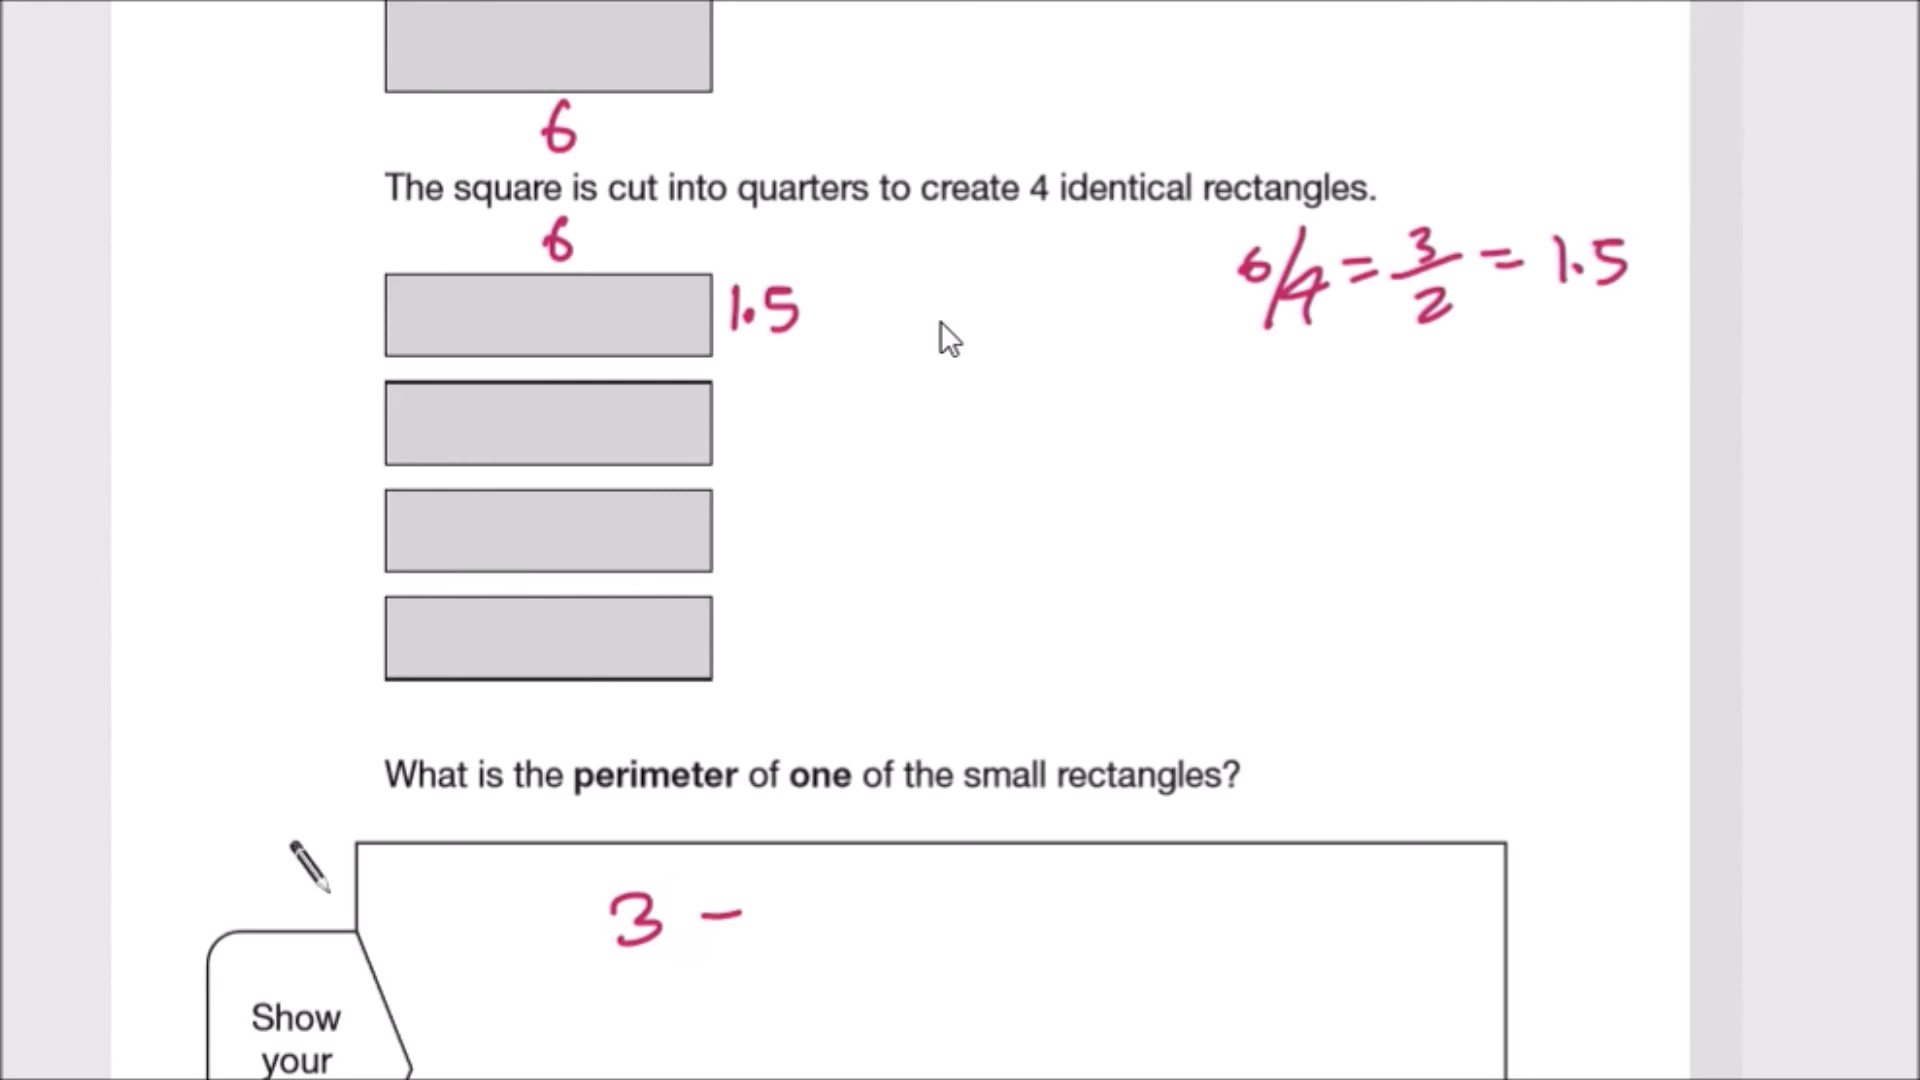 6
The square is cut into quarters to create 4 identical rectangles.
6
6/4 = 3/2 = 1.5
1.5
What is the perimeter of one of the small rectangles?
3 –
Show
your